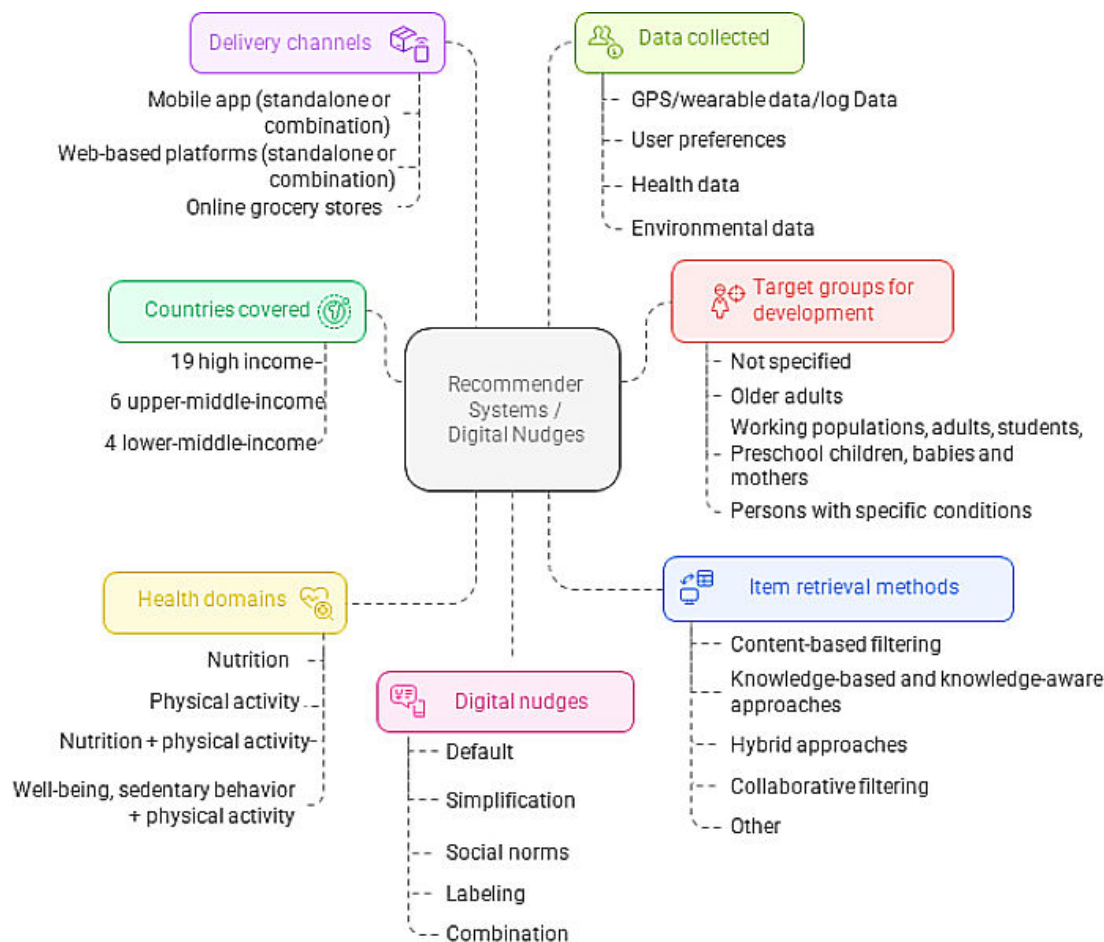 Delivery channels
Mobile app (standalone or
combination)
Web-based platforms (standalone or
combination)
Online grocery stores
Data collected
GPS/wearable data/log Data
User preferences
Health data
Environmental data
Countries covered
19 high income
6 upper-middle-income
4 lower-middle-income
Recommender
Systems /
Digital Nudges
Target groups for
development
Not specified
Older adults
Working populations, adults, students,
Preschool children, babies and
mothers
Persons with specific conditions
Health domains
Nutrition
Physical activity
Nutrition + physical activity
Well-being, sedentary behavior
+ physical activity
Digital nudges
Default
Simplification
Social norms
Labeling
Combination
Item retrieval methods
Content-based filtering
Knowledge-based and knowledge-aware
approaches
Hybrid approaches
Collaborative filtering
Other